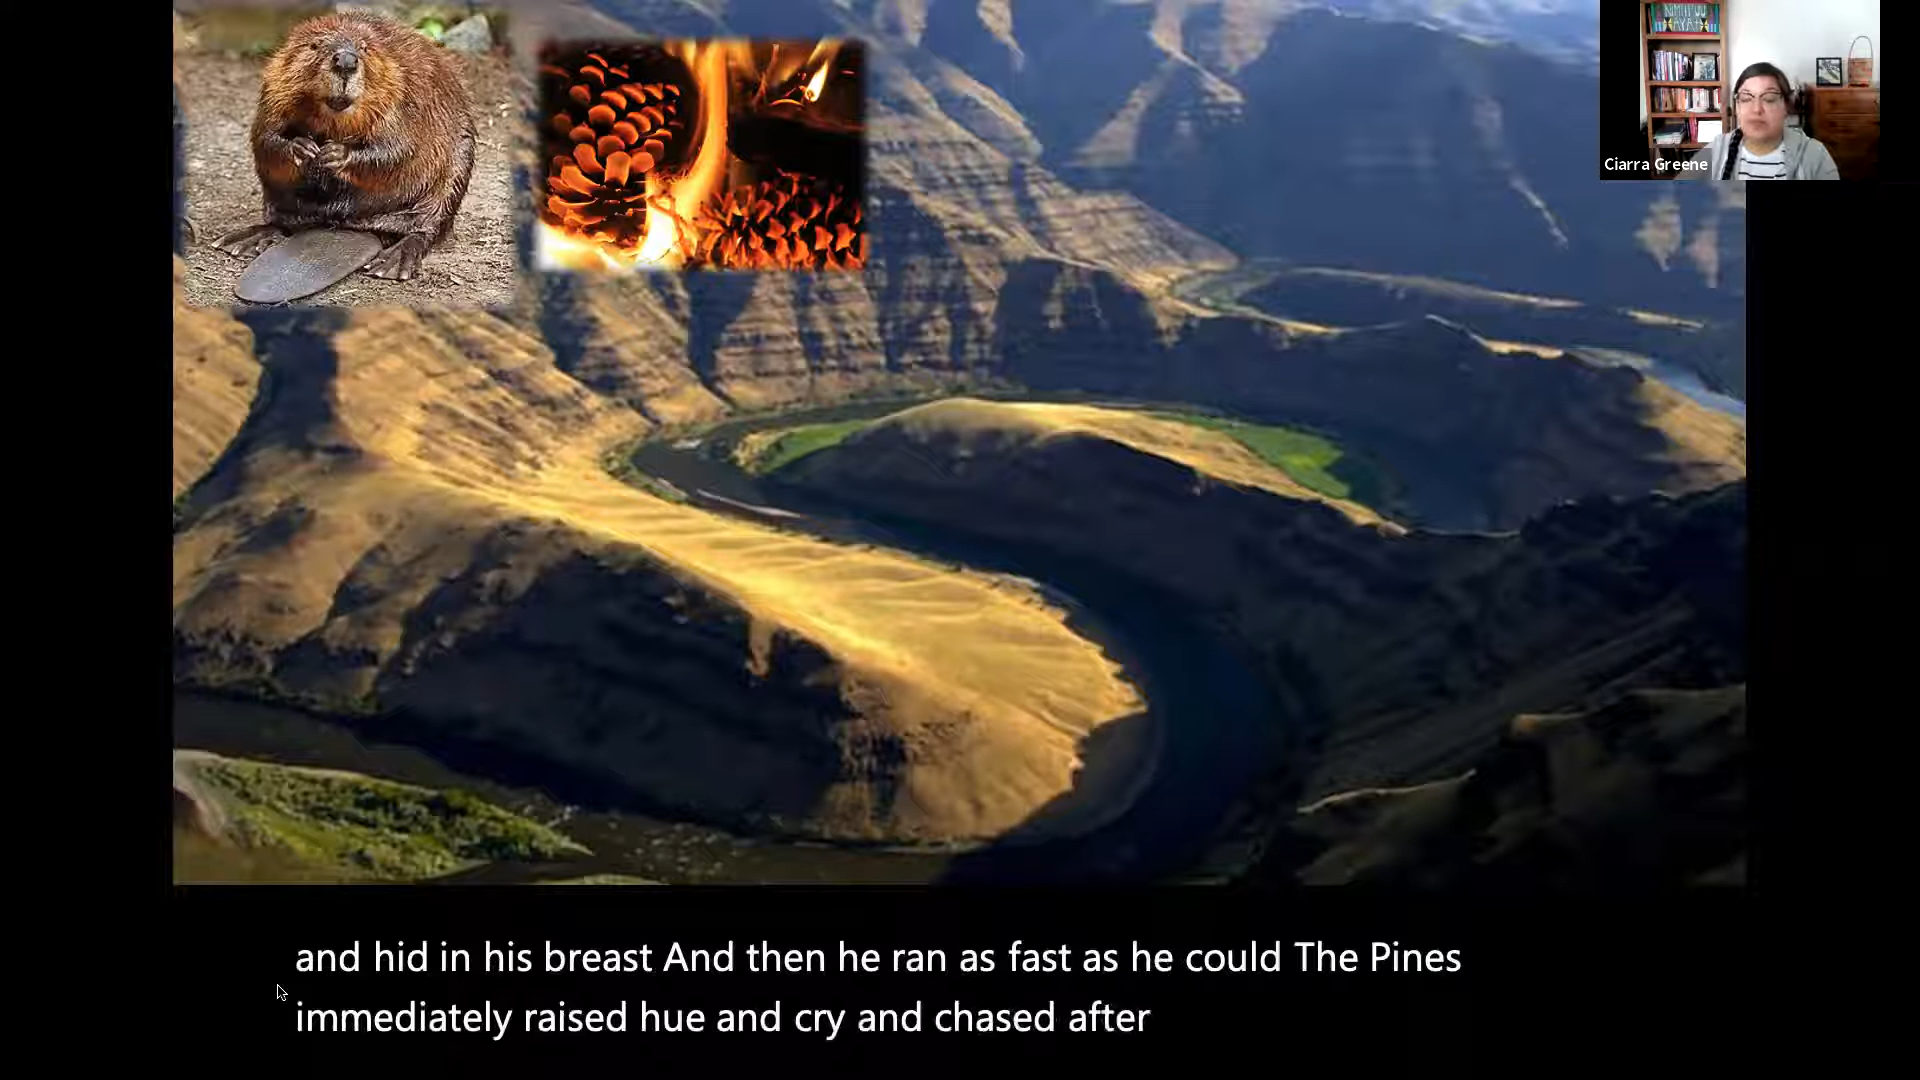 NIMIIPUU
Ciarra Greene
and hid in his breast And then he ran as fast as he could The Pines
immediately raised hue and cry and chased after